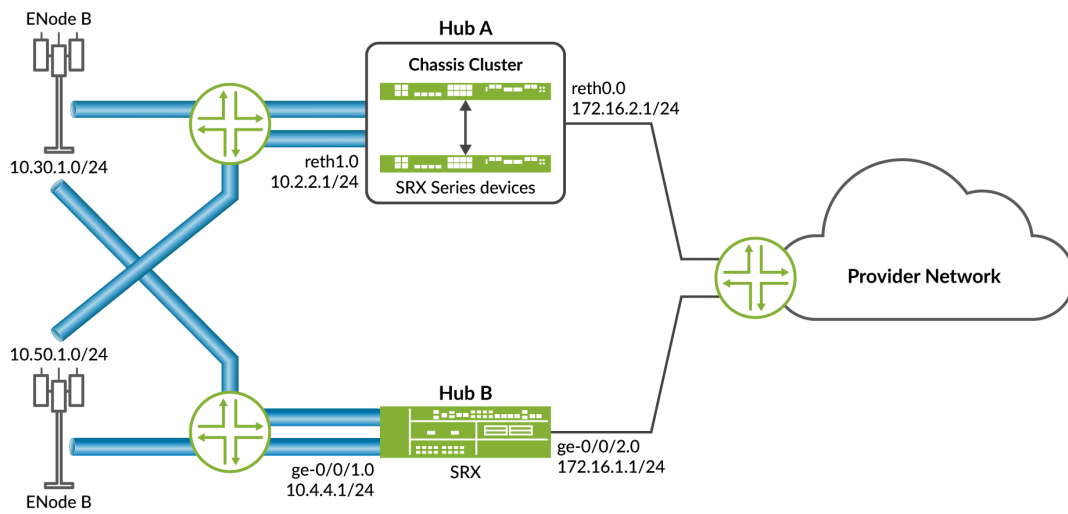 ENode B
10.30.1.0/24
Hub A
Chassis Cluster
SRX Series devices
reth1.0
10.2.2.1/24
reth0.0
172.16.2.1/24
Provider Network
10.50.1.0/24
ENode B
Hub B
SRX
ge-0/0/1.0
10.4.4.1/24
ge-0/0/2.0
172.16.1.1/24